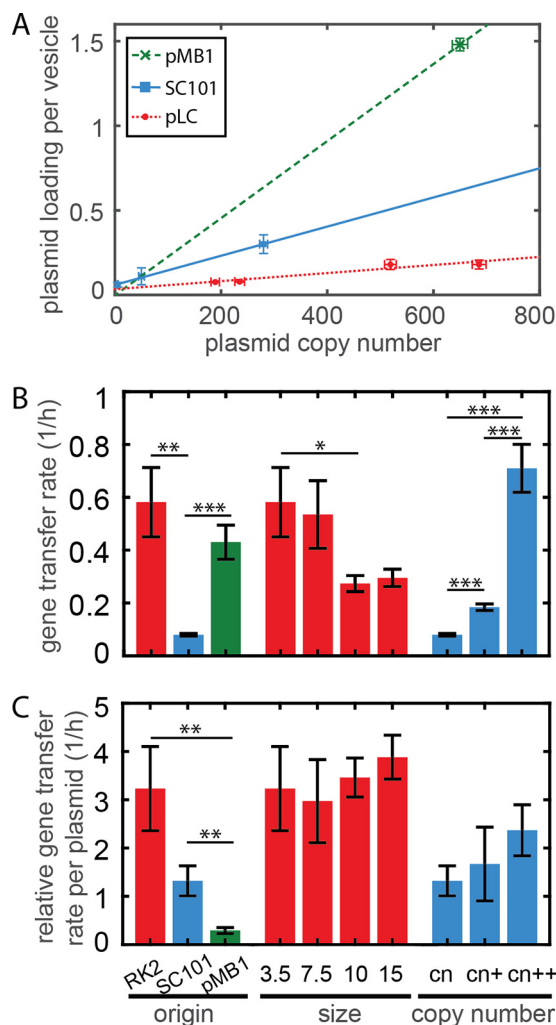 A
plasmid loading per vesicle
1.5
1
0.5
0
pMB1
SC101
pLC
0 200 400 600 800
plasmid copy number
B
gene transfer rate (1/h)
1
0.8
0.6
0.4
0.2
0
** *** * *** *** ***
C
relative gene transfer
rate per plasmid (1/h)
5
4
3
2
1
0
** **
RK2 SC101 pMB1 3.5 7.5 10 15 cn cn+ cn++
origin size copy number